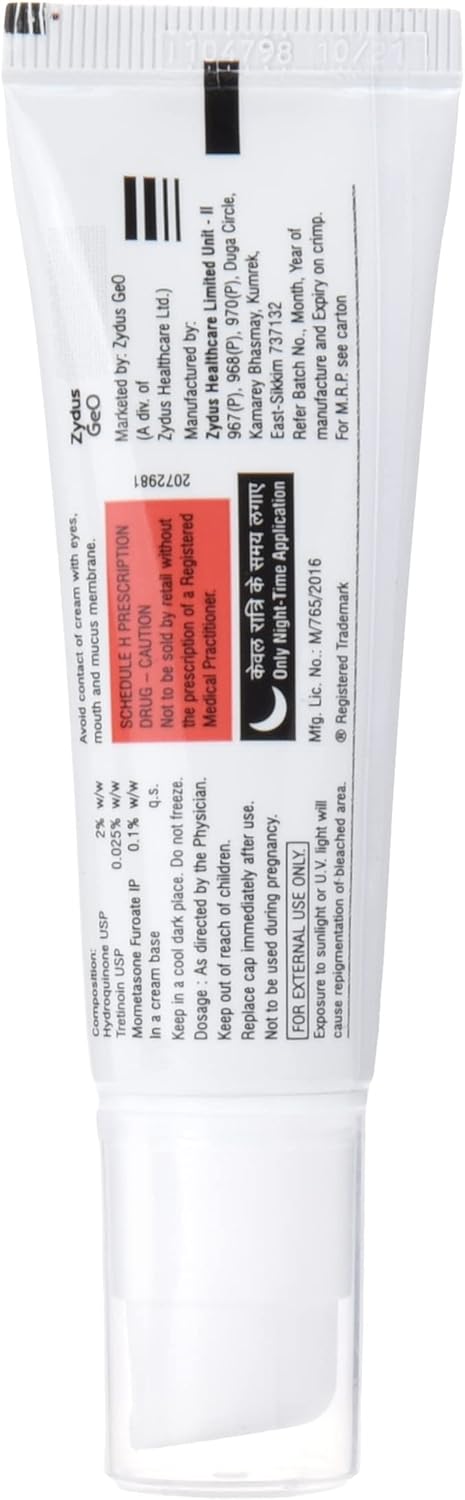 I 104798 10/21
Composition:
Hydroquinone USP 2% w/w
Tretinoin USP 0.025% w/w
Mometasone Furoate IP 0.1% w/w
In a cream base q.s.
Keep in a cool dark place. Do not freeze.
Dosage : As directed by the Physician.
Keep out of reach of children.
Replace cap immediately after use.
Not to be used during pregnancy.
FOR EXTERNAL USE ONLY.
Exposure to sunlight or U.V. light will
cause repigmentation of bleached area.
Avoid contact of cream with eyes,
mouth and mucus membrane.
SCHEDULE H PRESCRIPTION
DRUG – CAUTION
Not to be sold by retail without
the prescription of a Registered
Medical Practitioner.
केवल रात्रि के समय लगाए
Only Night-Time Application
Mfg. Lic. No.: M/765/2016
® Registered Trademark
2072981
Zydus
GeO
Marketed by: Zydus GeO
(A div. of
Zydus Healthcare Ltd.)
Manufactured by:
Zydus Healthcare Limited Unit - II
967(P), 968(P), 970(P), Duga Circle,
Kamarey Bhasmay, Kumrek,
East-Sikkim 737132
Refer Batch No., Month, Year of
manufacture and Expiry on crimp.
For M.R.P. see carton